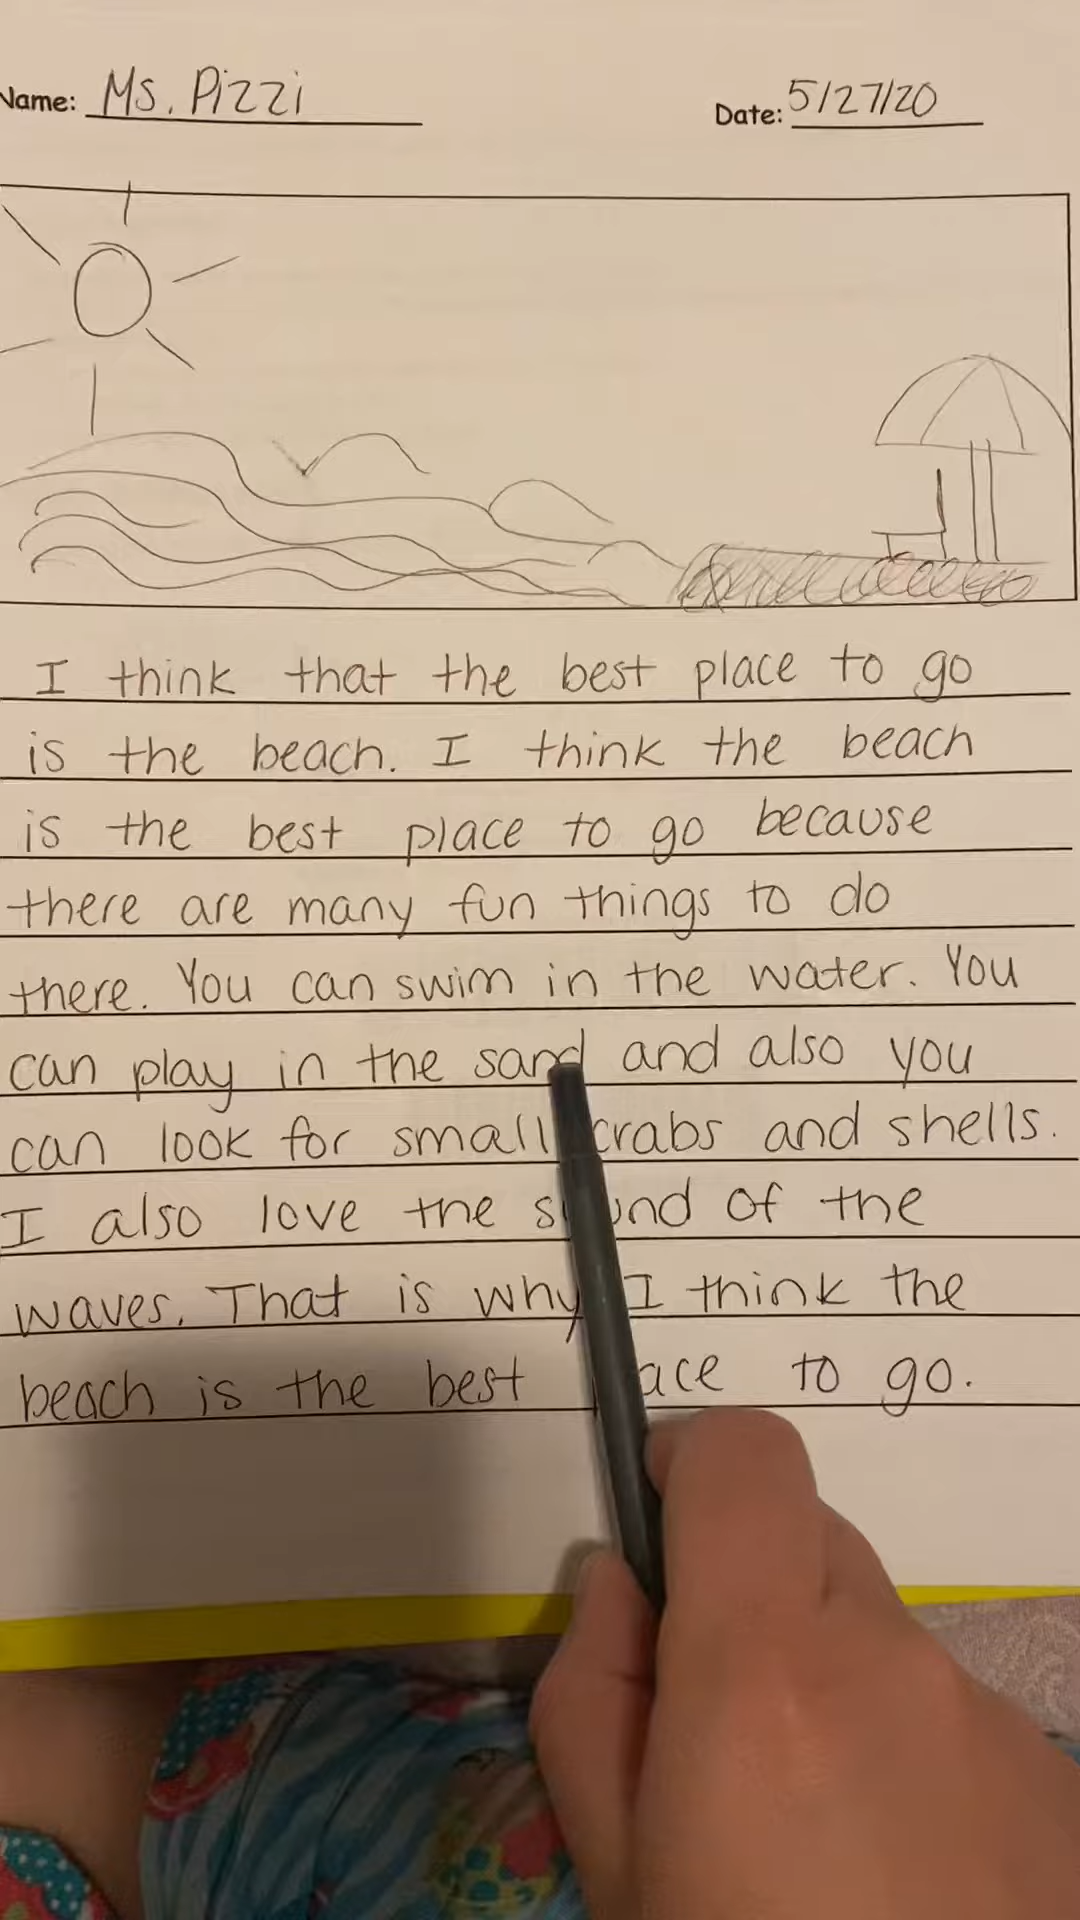 Name: Ms. Pizzi
Date: 5/27/20
I think that the best place to go
is the beach. I think the beach
is the best place to go because
there are many fun things to do
there. You can swim in the water. You
can play in the sand and also you
can look for small crabs and shells.
I also love the sound of the
waves. That is why I think the
beach is the best place to go.